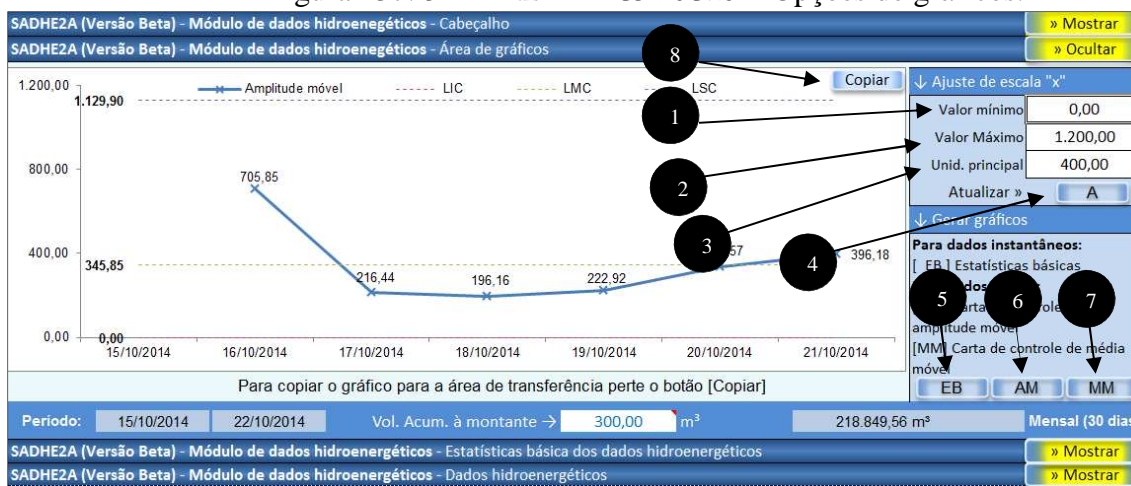 SADHE2A (Versão Beta) - Módulo de dados hidroenegéticos - Cabeçalho » Mostrar
SADHE2A (Versão Beta) - Módulo de dados hidroenegéticos - Área de gráficos » Ocultar
8
1.200,00
1.129,90
Amplitude móvel LIC LMC LSC
Copiar
↓ Ajuste de escala "x"
1
Valor mínimo 0,00
Valor Máximo 1.200,00
2
Unid. principal 400,00
Atualizar » A
800,00
705,85
↓ Gerar gráficos
3
4
57
396,18
Para dados instantâneos:
[ EB ] Estatísticas básicas
400,00
345,85
216,44
196,16
222,92
5
6
7
amplitude móvel
[MM] Carta de controle de média
móvel
0,00
0,00
15/10/2014 16/10/2014 17/10/2014 18/10/2014 19/10/2014 20/10/2014 21/10/2014
EB AM MM
Para copiar o gráfico para a área de transferência perte o botão [Copiar]
Período: 15/10/2014 22/10/2014 Vol. Acum. à montante → 300,00 m³ 218.849,56 m³ Mensal (30 dias
SADHE2A (Versão Beta) - Módulo de dados hidroenegéticos - Estatísticas básica dos dados hidroenergéticos » Mostrar
SADHE2A (Versão Beta) - Módulo de dados hidroenegéticos - Dados hidroenergéticos » Mostrar